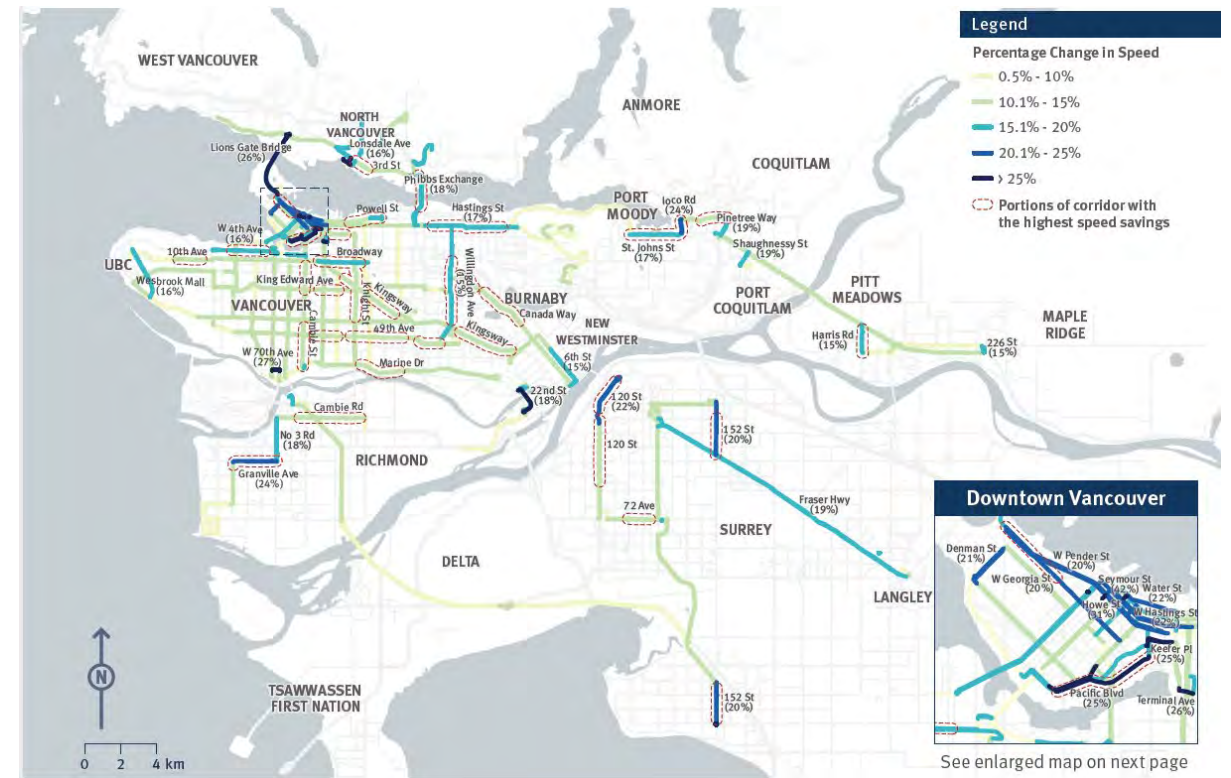 Legend
Percentage Change in Speed
0.5% - 10%
10.1% - 15%
15.1% - 20%
20.1% - 25%
> 25%
Portions of corridor with
the highest speed savings
WEST VANCOUVER
ANMORE
NORTH
VANCOUVER
Lions Gate Bridge
(26%)
Lonsdale Ave
(16%)
3rd St
COQUITLAM
Phibbs Exchange
(18%)
PORT
MOODY
Ioco Rd
(24%)
Powell St
Hastings St
(17%)
Pinetree Way
(19%)
W 4th Ave
(16%)
St. Johns St
(17%)
Shaughnessy St
(19%)
10th Ave
Broadway
UBC
Wesbrook Mall
(16%)
King Edward Ave
Kingsway
Knight St
Willingdon Ave
(15%)
VANCOUVER
BURNABY
Canada Way
PORT
COQUITLAM
PITT
MEADOWS
MAPLE
RIDGE
Cambie St
49th Ave
Kingsway
NEW
WESTMINSTER
Harris Rd
(15%)
226 St
(15%)
W 70th Ave
(27%)
Marine Dr
6th St
(15%)
22nd St
(18%)
120 St
(22%)
Cambie Rd
No 3 Rd
(18%)
RICHMOND
120 St
152 St
(20%)
Granville Ave
(24%)
Fraser Hwy
(19%)
72 Ave
SURREY
DELTA
LANGLEY
TSAWWASSEN
FIRST NATION
152 St
(20%)
N
0 2 4 km
Downtown Vancouver
Denman St
(21%)
W Pender St
(20%)
W Georgia St
(20%)
Seymour St
(42%)
Water St
(22%)
Howe St
(31%)
W Hastings St
(22%)
Keefer Pl
(25%)
Pacific Blvd
(25%)
Terminal Ave
(26%)
See enlarged map on next page